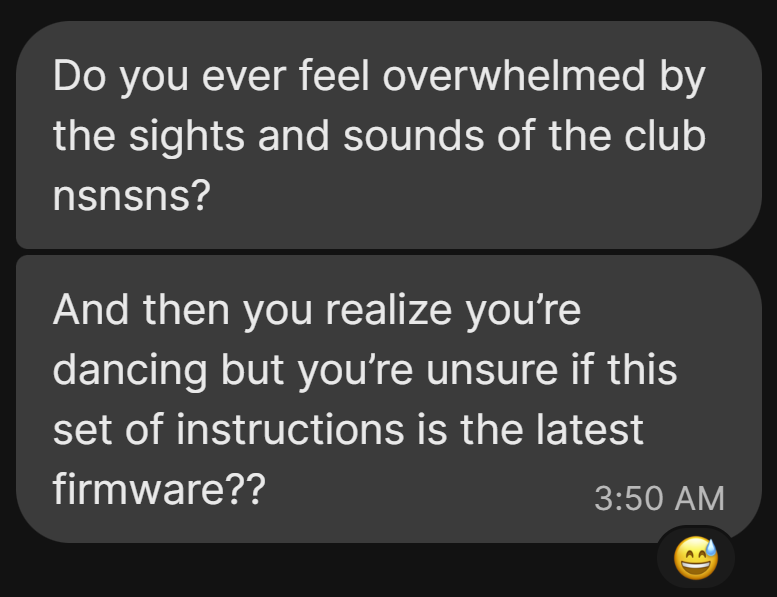 Do you ever feel overwhelmed by
the sights and sounds of the club
nsnsns?
And then you realize you’re
dancing but you’re unsure if this
set of instructions is the latest
firmware??
3:50 AM